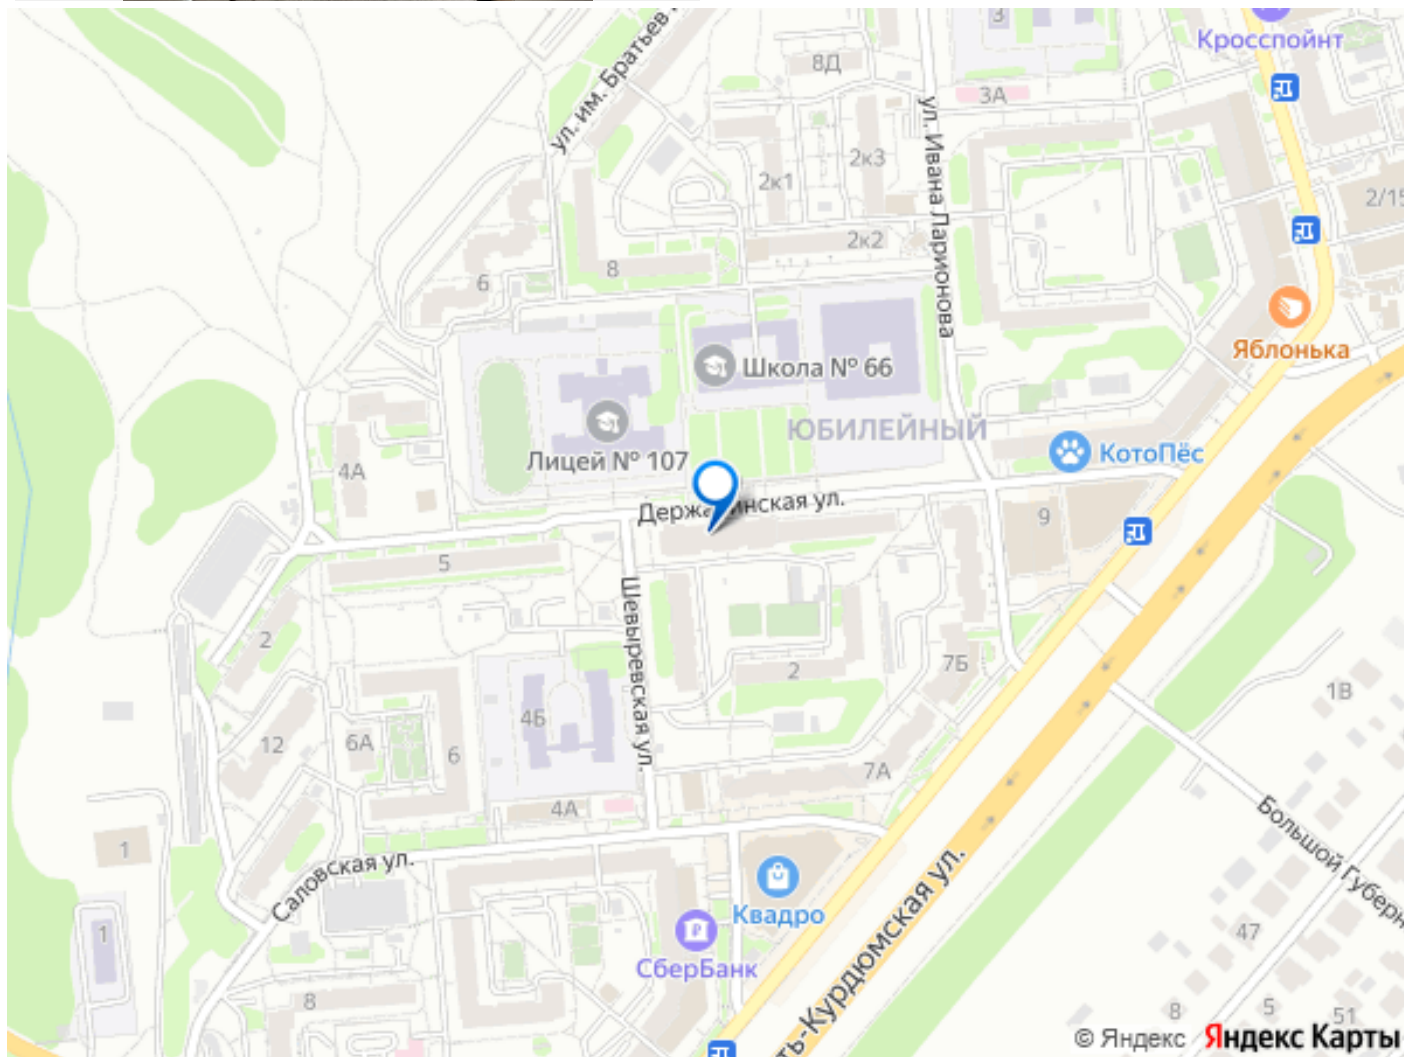 3
Кросспойнт
8Д
3А
ул. им. Братьев
ул. Ивана Ларионова
2к3
2к1
2/15
2к2
8
6
Яблонька
Школа № 66
ЮБИЛЕЙНЫЙ
КотоПёс
Лицей № 107
4А
Держа
инская ул.
9
5
Шевыревская ул.
2
7Б
2
1В
4Б
12
6А
6
7А
4А
Большой Губерн
1
Саловская ул.
Квадро
ть-Курдюмская ул.
1
47
СберБанк
8
8
5
51
© Яндекс Яндекс Карты